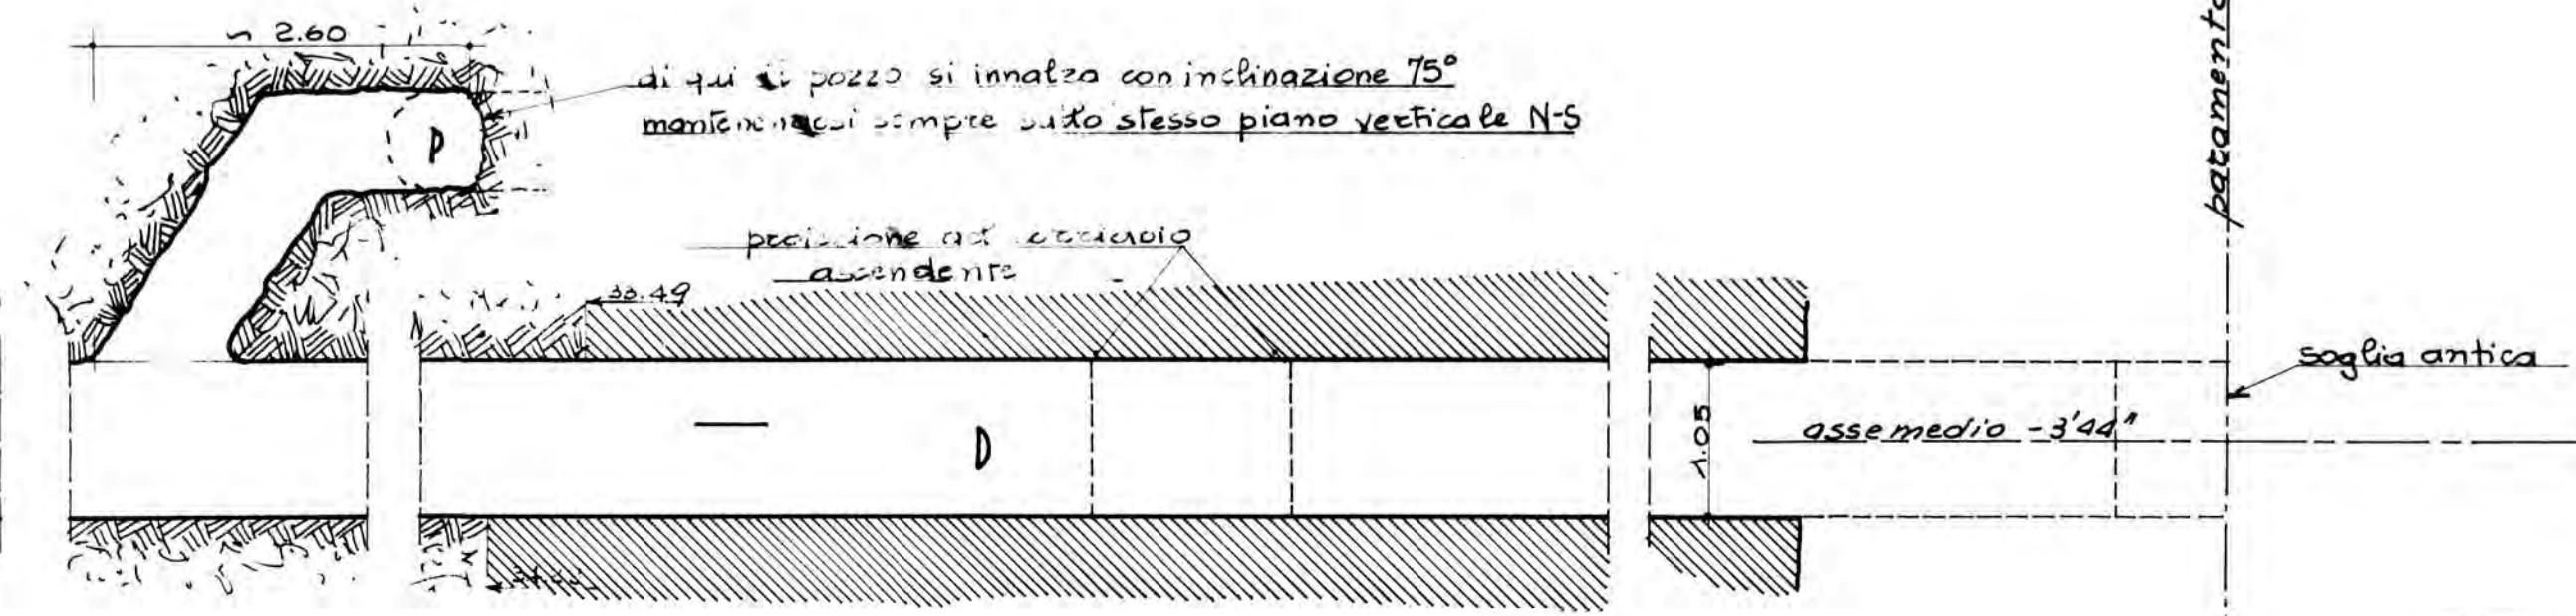 ~ 2.60
di qui il pozzo si innalza con inclinazione 75°
mantenendosi sempre sullo stesso piano verticale N-S
P
paramento
proiezione del corridoio
ascendente
33.49
soglia antica
1.05
asse medio - 3'44"
D